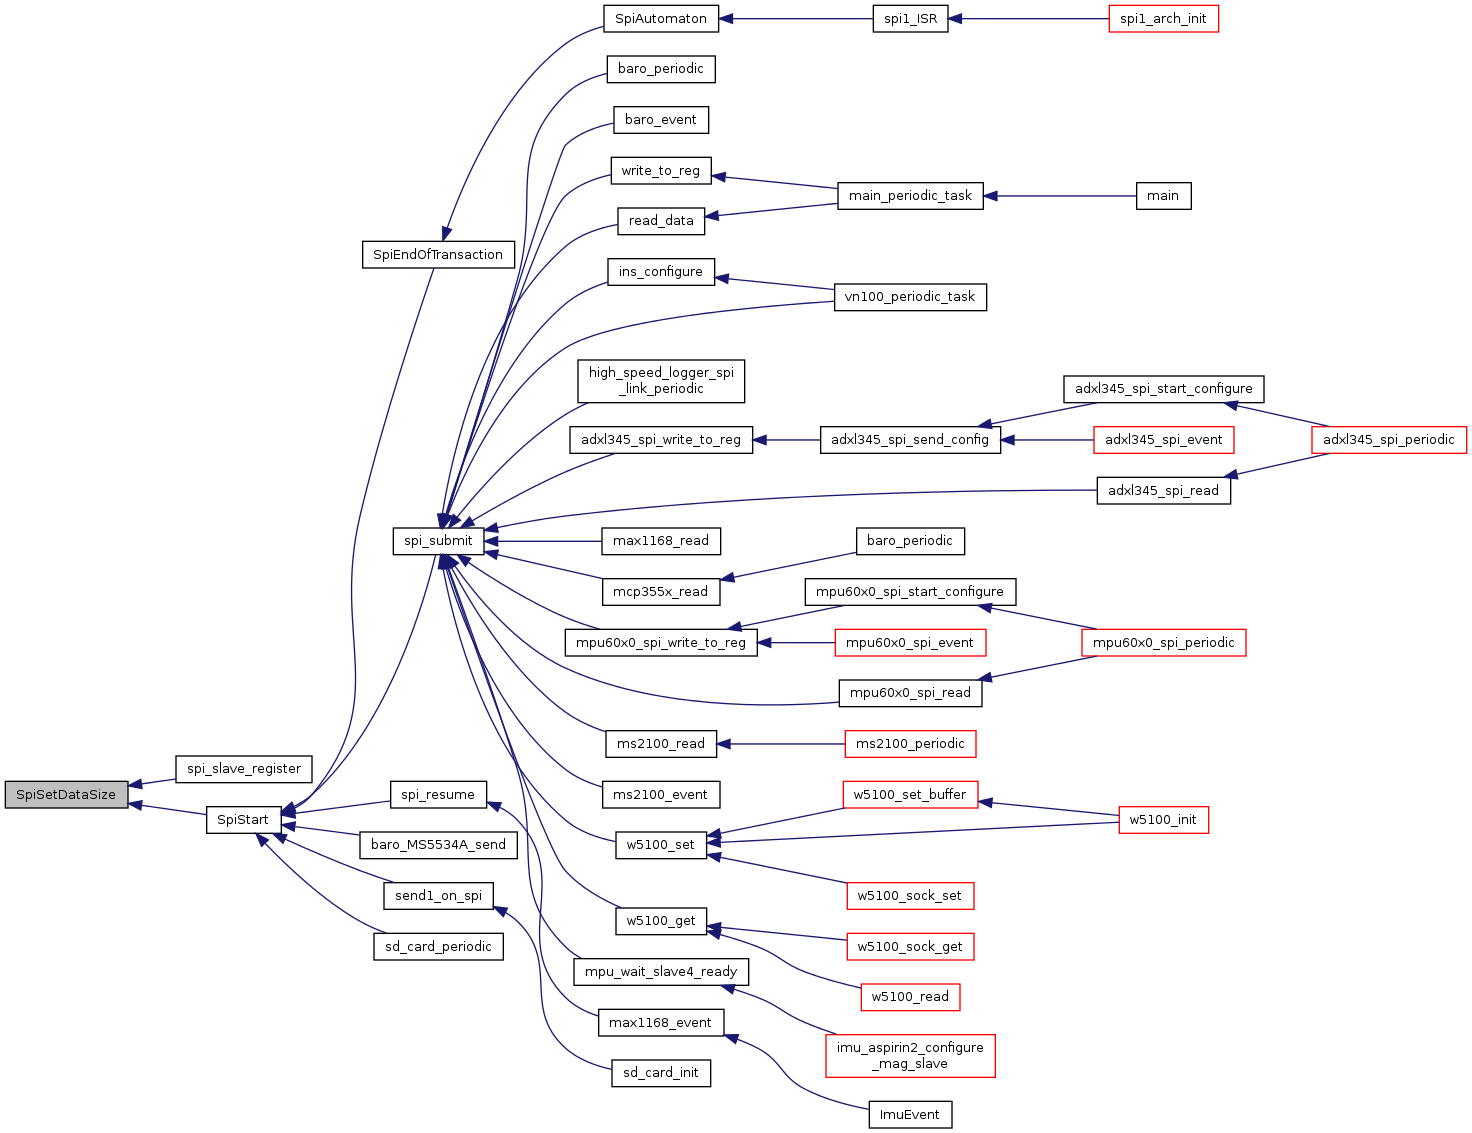 SpiAutomaton
spi1_ISR
spi1_arch_init
baro_periodic
baro_event
write_to_reg
main_periodic_task
main
read_data
SpiEndOfTransaction
ins_configure
vn100_periodic_task
high_speed_logger_spi
_link_periodic
adxl345_spi_start_configure
adxl345_spi_write_to_reg
adxl345_spi_send_config
adxl345_spi_event
adxl345_spi_periodic
adxl345_spi_read
spi_submit
max1168_read
baro_periodic
mcp355x_read
mpu60x0_spi_start_configure
mpu60x0_spi_write_to_reg
mpu60x0_spi_event
mpu60x0_spi_periodic
mpu60x0_spi_read
ms2100_read
ms2100_periodic
spi_slave_register
SpiSetDataSize
spi_resume
ms2100_event
w5100_set_buffer
SpiStart
w5100_init
baro_MS5534A_send
w5100_set
send1_on_spi
w5100_sock_set
w5100_get
sd_card_periodic
w5100_sock_get
mpu_wait_slave4_ready
w5100_read
max1168_event
imu_aspirin2_configure
_mag_slave
sd_card_init
ImuEvent